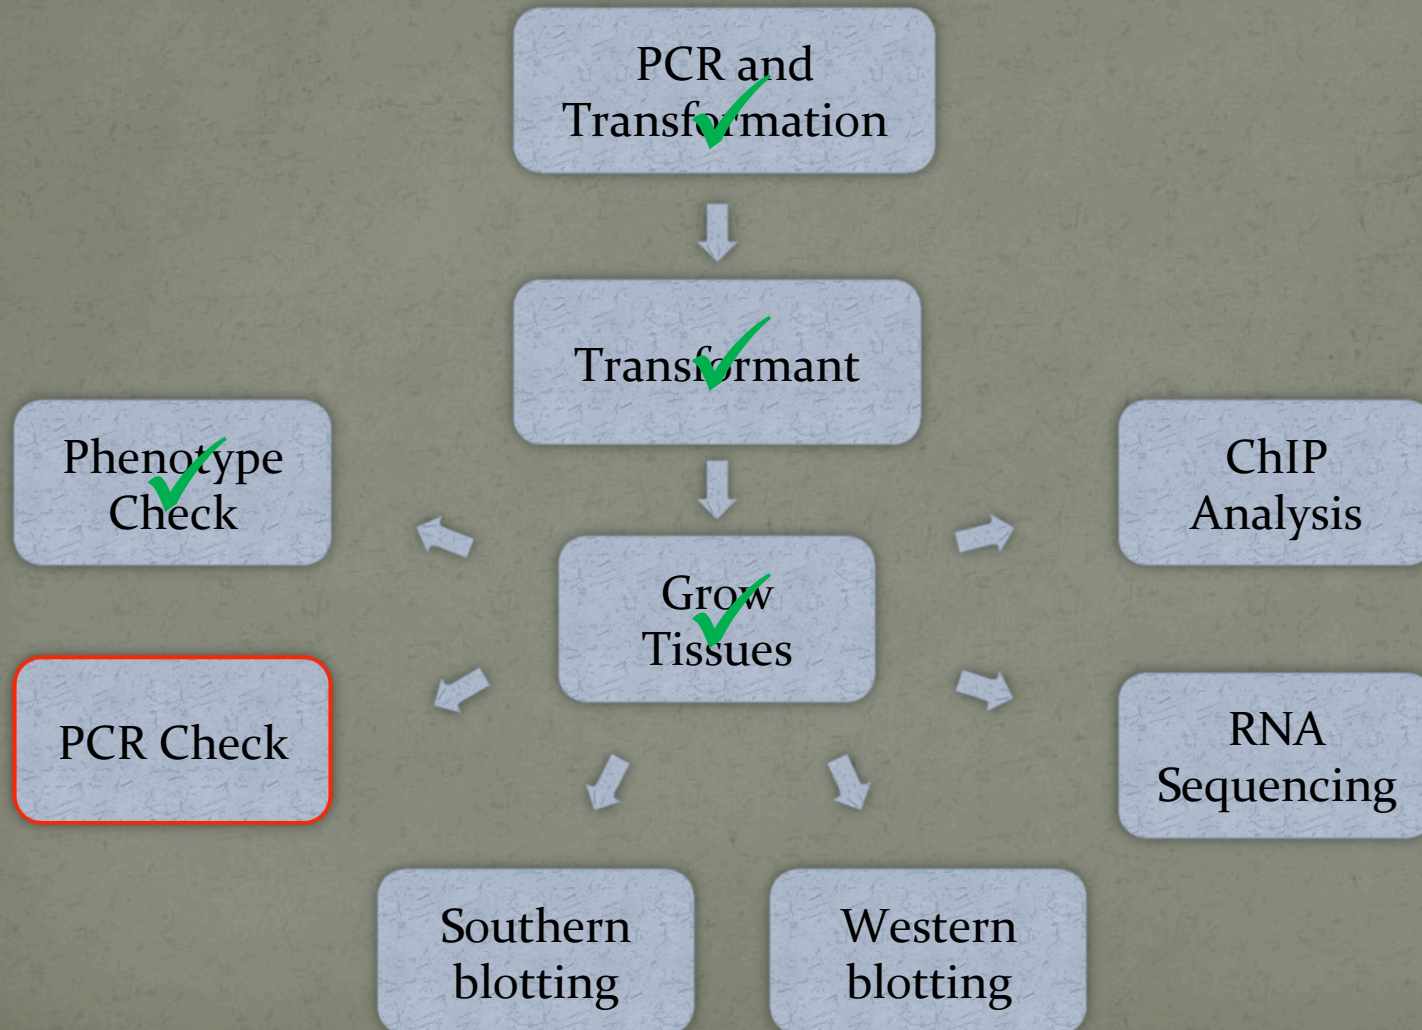 PCR and
Transformation
Transformant
Phenotype
Check
ChIP
Analysis
Grow
Tissues
PCR Check
RNA
Sequencing
Southern
blotting
Western
blotting